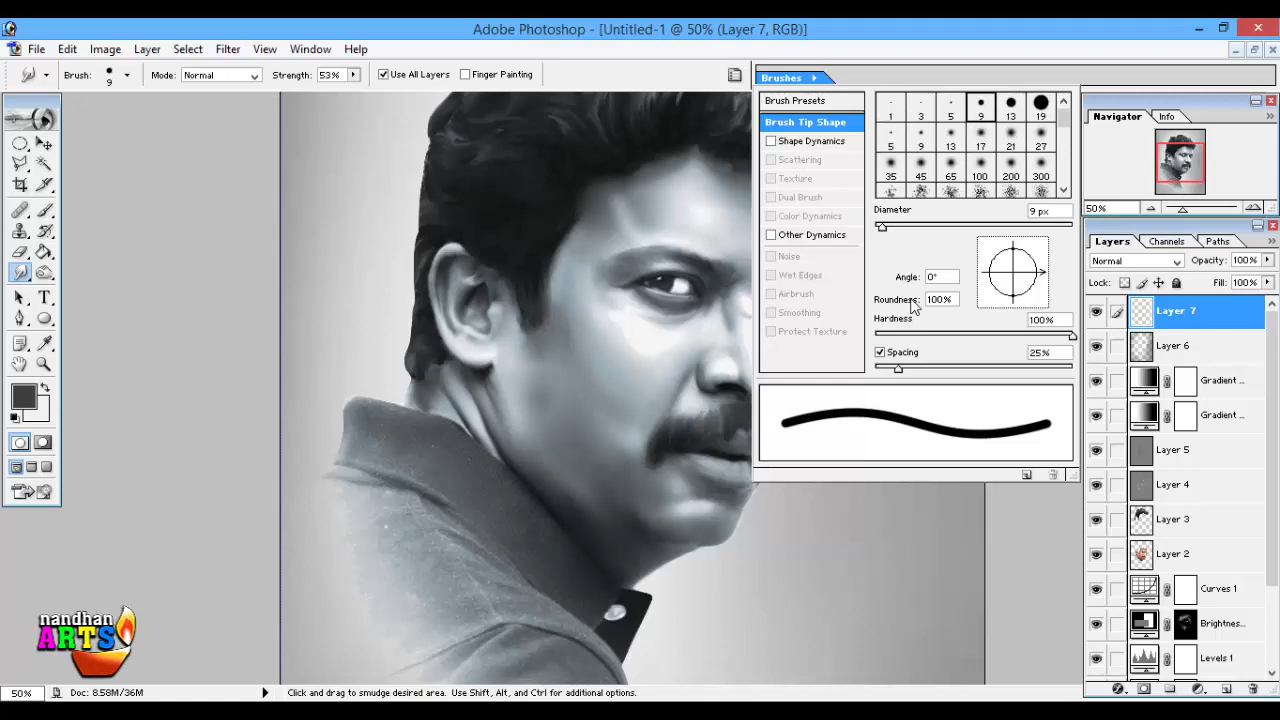 Adobe Photoshop - [Untitled-1 @ 50% (Layer 7, RGB)]
File Edit Image Layer Select Filter View Window Help
Brush: 9 Mode: Normal Strength: 53% Use All Layers Finger Painting
Brushes
Brush Presets
Brush Tip Shape
Shape Dynamics
Scattering
Texture
Dual Brush
Color Dynamics
Other Dynamics
Noise
Wet Edges
Airbrush
Smoothing
Protect Texture
1 3 5 9 13 19
5 9 13 17 21 27
35 45 65 100 200 300
Diameter 9 px
Angle: 0°
Roundness: 100%
Hardness 100%
Spacing 25%
Navigator Info
50%
Layers Channels Paths
Normal Opacity: 100%
Lock: Fill: 100%
Layer 7
Layer 6
Gradient ...
Gradient ...
Layer 5
Layer 4
Layer 3
Layer 2
Curves 1
Brightnes...
Levels 1
nandhan
ARTS
50% Doc: 8.58M/36M Click and drag to smudge desired area. Use Shift, Alt, and Ctrl for additional options.